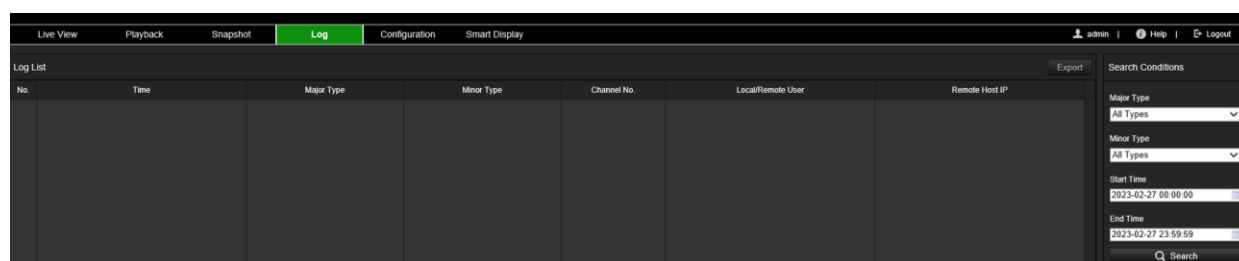 Live View Playback Snapshot Log Configuration Smart Display admin | Help | Logout
Log List Export
No. Time Major Type Minor Type Channel No. Local/Remote User Remote Host IP
Search Conditions
Major Type
All Types
Minor Type
All Types
Start Time
2023-02-27 00:00:00
End Time
2023-02-27 23:59:59
Search